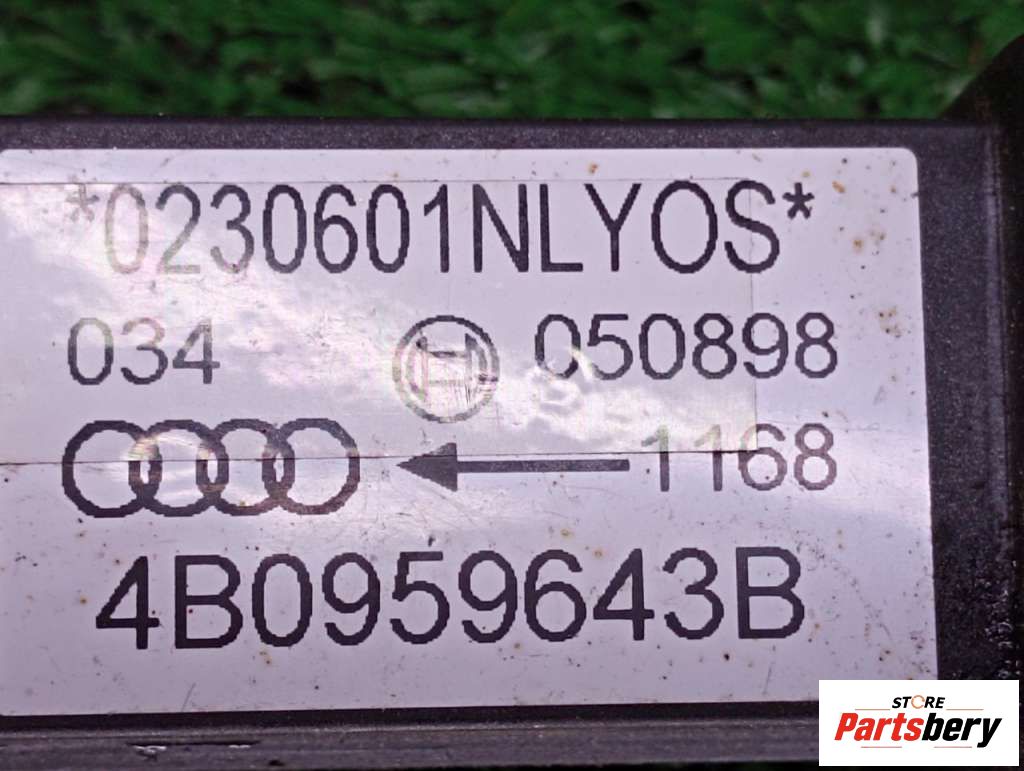 *0230601NLYOS*
034 050898
1168
4B0959643B
STORE
Partsbery